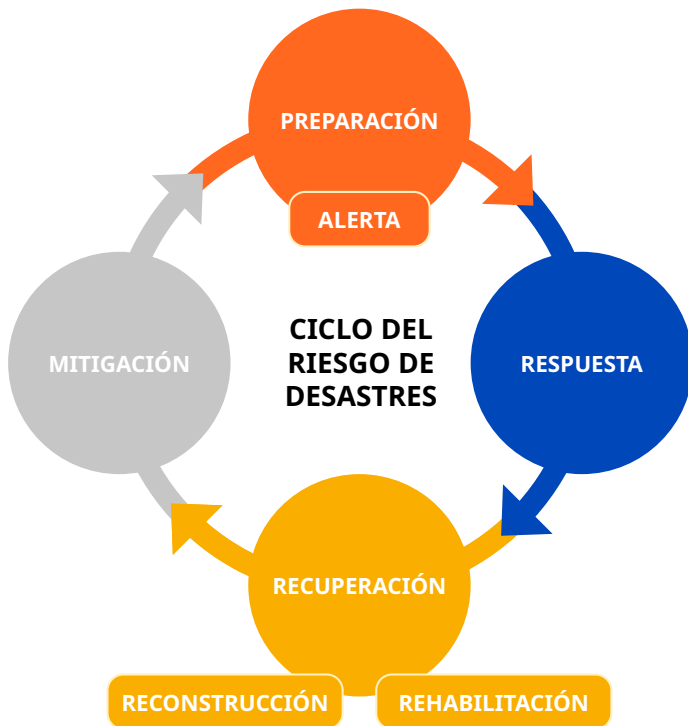 PREPARACIÓN
ALERTA
CICLO DEL
RIESGO DE
DESASTRES
MITIGACIÓN
RESPUESTA
RECUPERACIÓN
RECONSTRUCCIÓN
REHABILITACIÓN